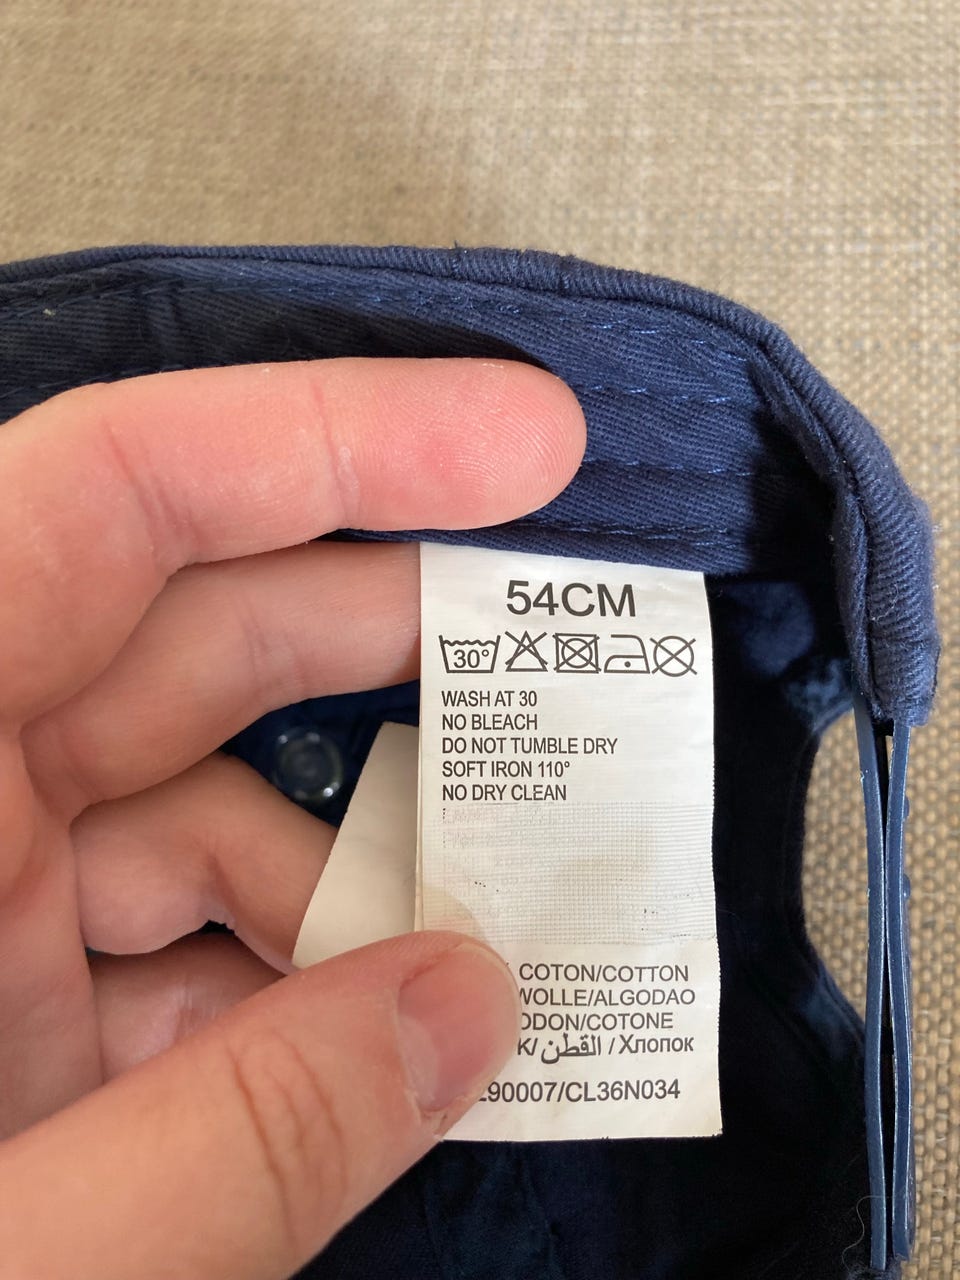 54CM
30°
WASH AT 30
NO BLEACH
DO NOT TUMBLE DRY
SOFT IRON 110°
NO DRY CLEAN
COTON/COTTON
WOLLE/ALGODAO
ODON/COTONE
K/ القطن / Хлопок
90007/CL36N034